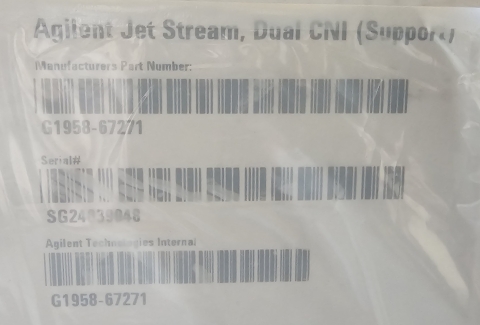 Agilent Jet Stream, Dual CNI (Support)
Manufacturers Part Number:
G1958-67271
Serial#
Agilent Technologies Internal
G1958-67271